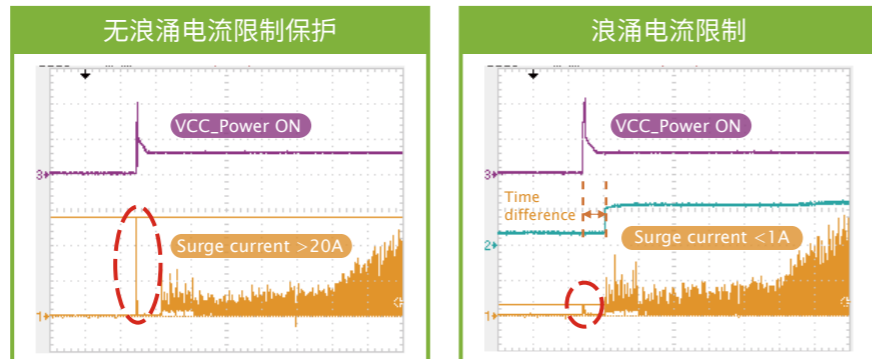 无浪涌电流限制保护
VCC_Power ON
3
Surge current >20A
1
浪涌电流限制
VCC_Power ON
3
Time
difference
2
Surge current <1A
1